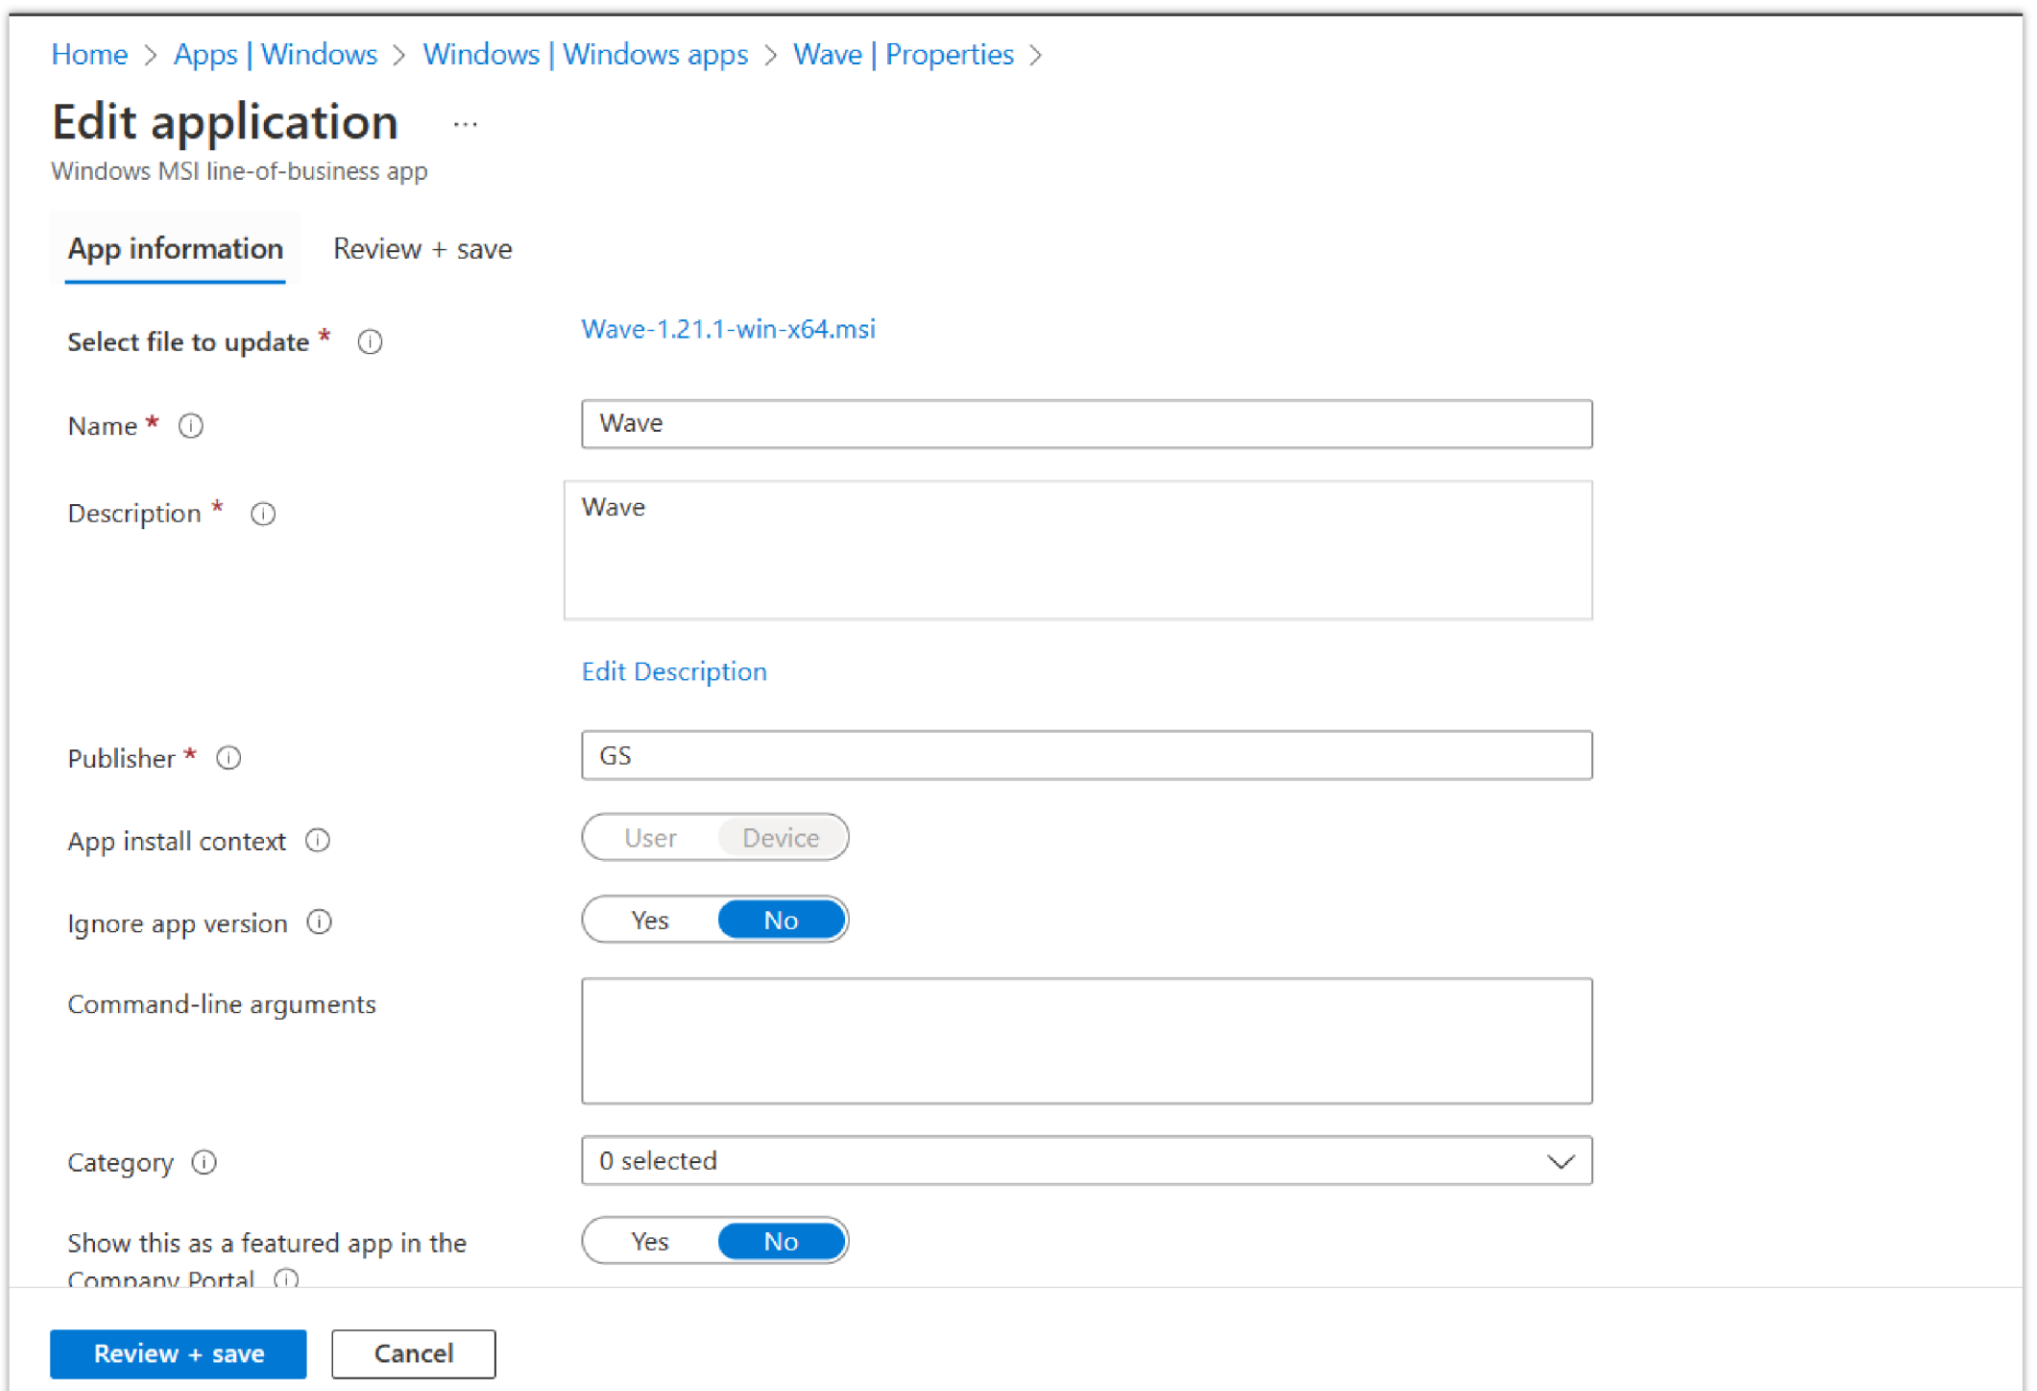 Home > Apps | Windows > Windows | Windows apps > Wave | Properties >
Edit application ...
Windows MSI line-of-business app
App information Review + save
Select file to update * Wave-1.21.1-win-x64.msi
Name * Wave
Description * Wave
Edit Description
Publisher * GS
App install context User Device
Ignore app version Yes No
Command-line arguments
Category 0 selected
Show this as a featured app in the Yes No
Company Portal
Review + save Cancel